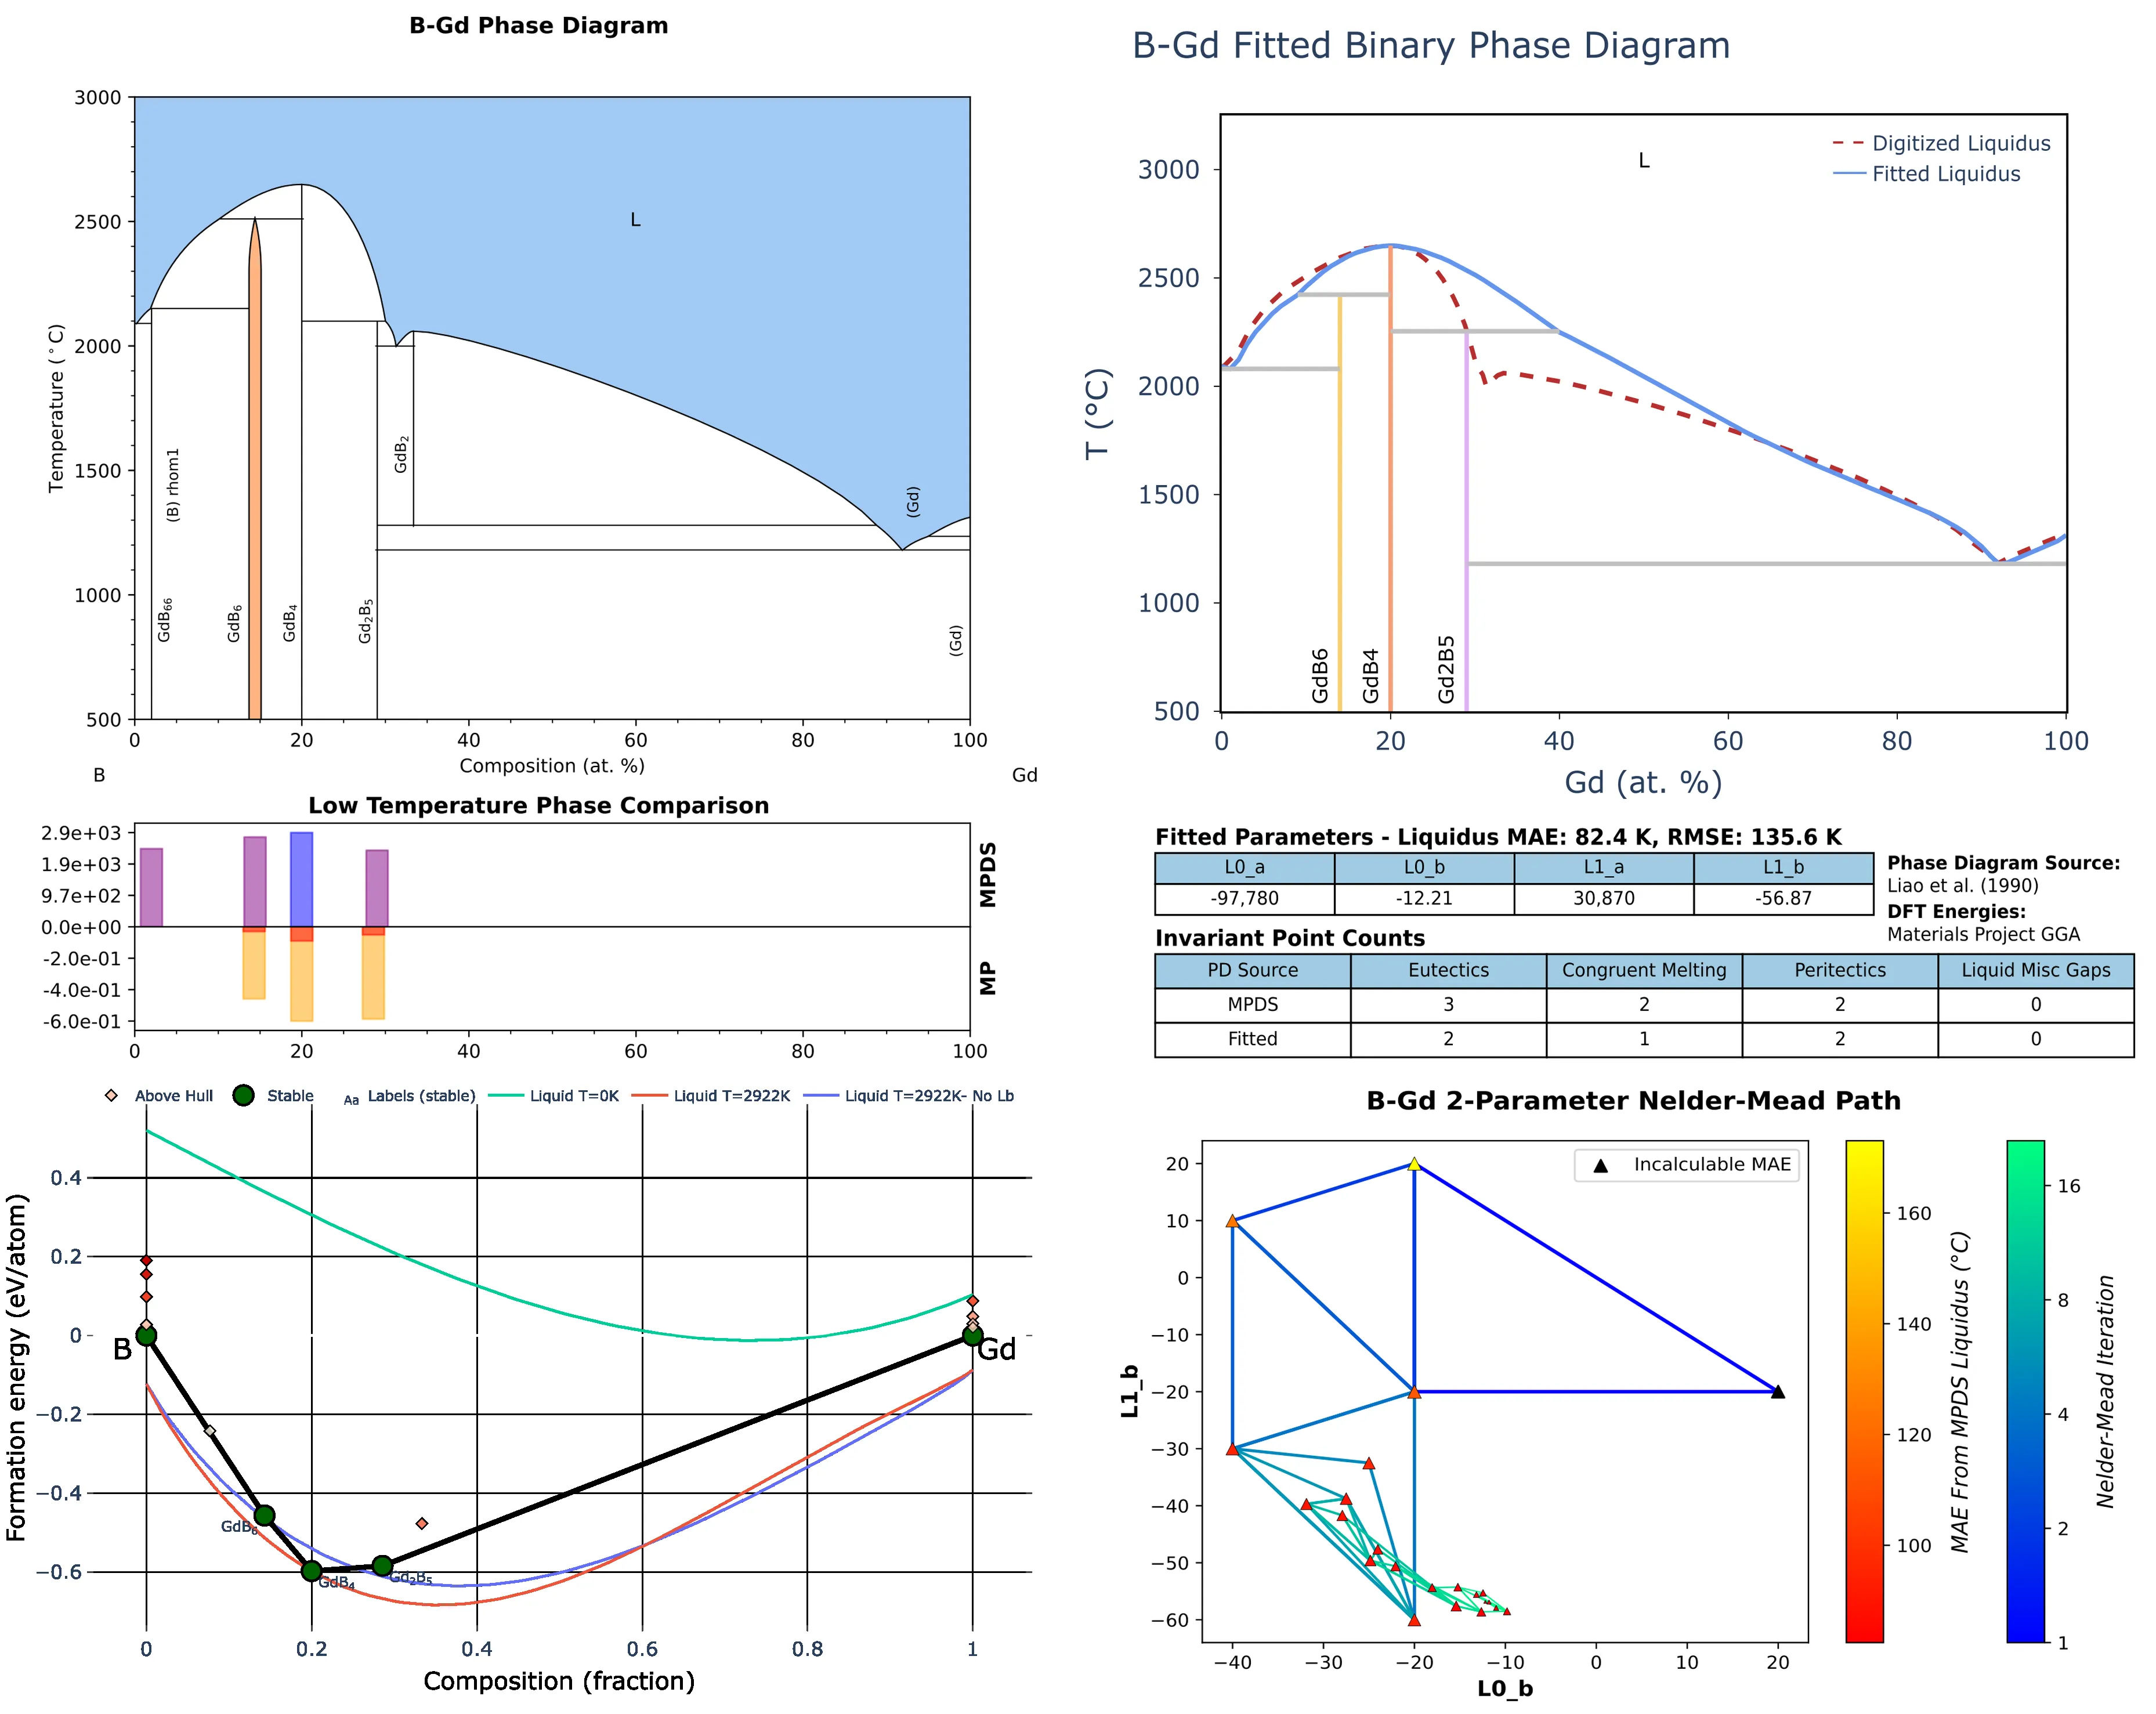 B-Gd Phase Diagram
3000
2500
2000
1500
1000
500
Temperature (°C)
L
(B) rhom1
GdB66
GdB6
GdB4
Gd2B5
GdB2
(Gd)
(Gd)
0 20 40 60 80 100
Composition (at. %)
B
Gd
B-Gd Fitted Binary Phase Diagram
L
Digitized Liquidus
Fitted Liquidus
3000
2500
2000
1500
1000
500
T (°C)
GdB6
GdB4
Gd2B5
0 20 40 60 80 100
Gd (at. %)
Low Temperature Phase Comparison
2.9e+03
1.9e+03
9.7e+02
0.0e+00
-2.0e-01
-4.0e-01
-6.0e-01
MPDS
MP
0 20 40 60 80 100
Fitted Parameters - Liquidus MAE: 82.4 K, RMSE: 135.6 K
L0_a L0_b L1_a L1_b
-97,780 -12.21 30,870 -56.87
Phase Diagram Source:
Liao et al. (1990)
DFT Energies:
Materials Project GGA
Invariant Point Counts
PD Source Eutectics Congruent Melting Peritectics Liquid Misc Gaps
MPDS 3 2 2 0
Fitted 2 1 2 0
Above Hull Stable Aa Labels (stable) Liquid T=0K Liquid T=2922K Liquid T=2922K- No Lb
0.4
0.2
0
−0.2
−0.4
−0.6
Formation energy (eV/atom)
B
Gd
GdB6
GdB4
Gd2B5
0 0.2 0.4 0.6 0.8 1
Composition (fraction)
B-Gd 2-Parameter Nelder-Mead Path
Incalculable MAE
20
10
0
−10
−20
−30
−40
−50
−60
L1_b
−40 −30 −20 −10 0 10 20
L0_b
160
140
120
100
MAE From MPDS Liquidus (°C)
16
8
4
2
1
Nelder-Mead Iteration